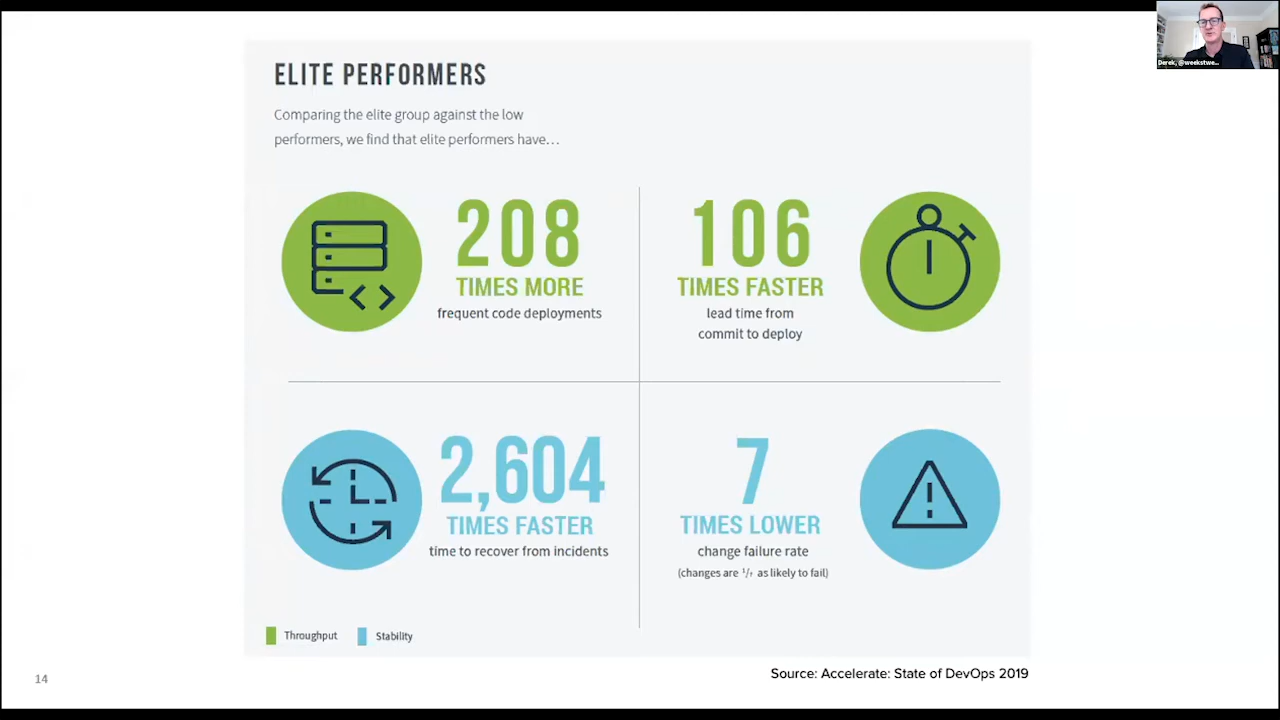 Derek, @weekstwe...
ELITE PERFORMERS
Comparing the elite group against the low
performers, we find that elite performers have...
208
TIMES MORE
frequent code deployments
106
TIMES FASTER
lead time from
commit to deploy
2,604
TIMES FASTER
time to recover from incidents
7
TIMES LOWER
change failure rate
(changes are 1/7 as likely to fail)
Throughput
Stability
Source: Accelerate: State of DevOps 2019
14